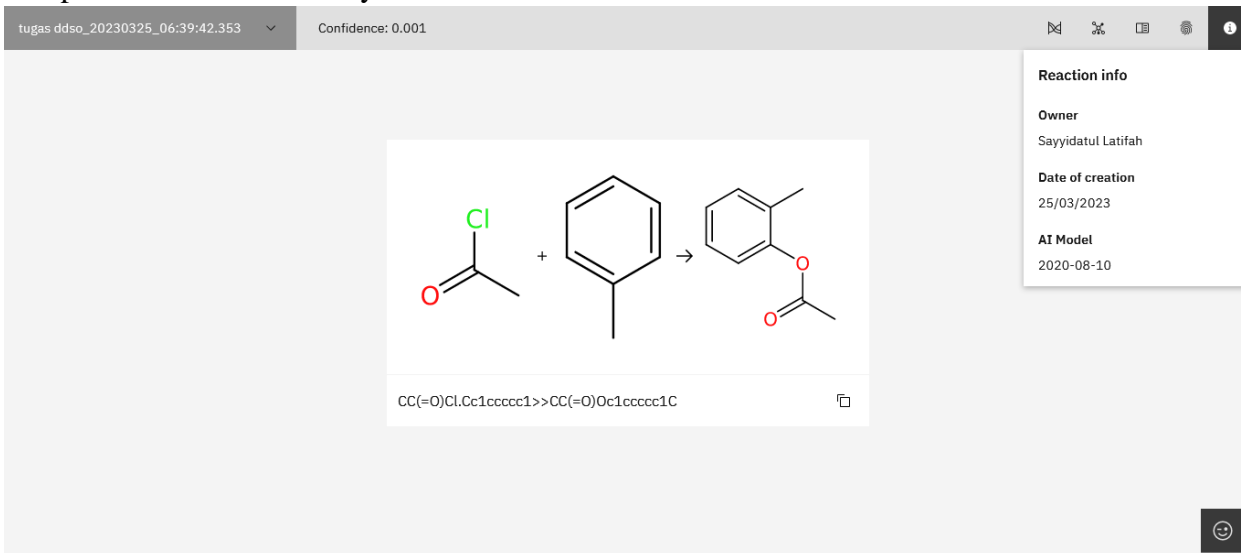 tugas ddso_20230325_06:39:42.353
Confidence: 0.001
Reaction info
Owner
Sayyidatul Latifah
Date of creation
25/03/2023
AI Model
2020-08-10
Cl
O
+
→
O
O
CC(=O)Cl.Cc1ccccc1>>CC(=O)Oc1ccccc1C